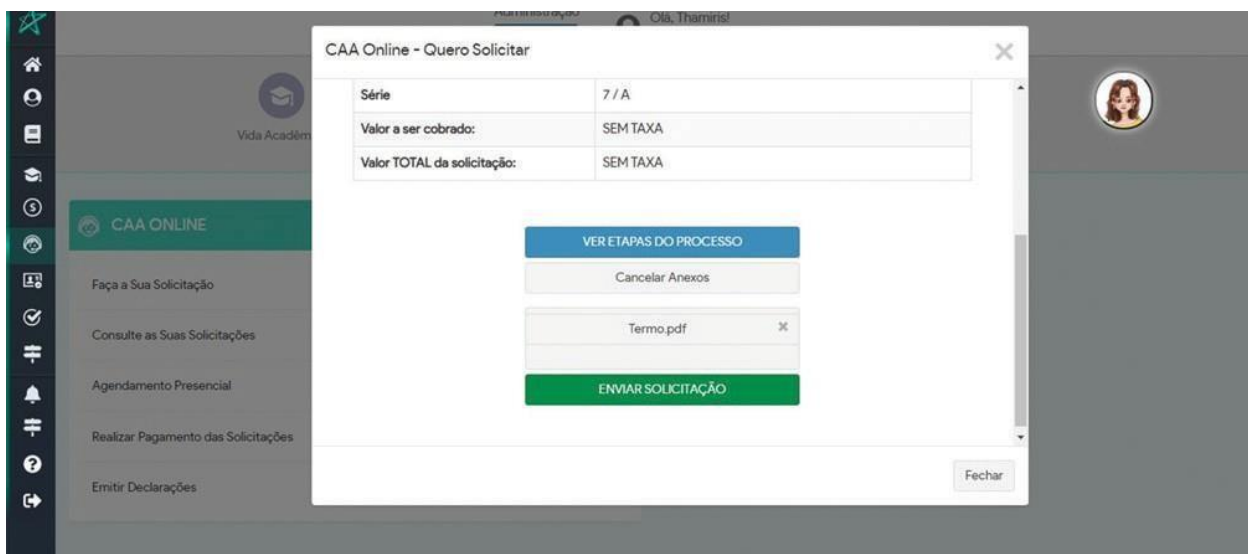 Administração
Olá, Thamiris!
CAA Online - Quero Solicitar
Série 7 / A
Valor a ser cobrado: SEM TAXA
Valor TOTAL da solicitação: SEM TAXA
Vida Acadêm
CAA ONLINE
Faça a Sua Solicitação
Consulte as Suas Solicitações
Agendamento Presencial
Realizar Pagamento das Solicitações
Emitir Declarações
VER ETAPAS DO PROCESSO
Cancelar Anexos
Termo.pdf
ENVIAR SOLICITAÇÃO
Fechar